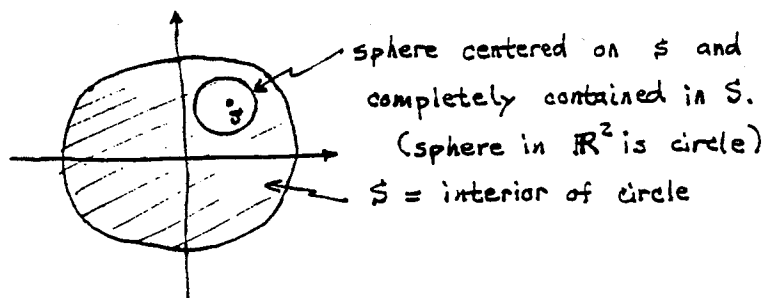 sphere centered on s and
completely contained in S.
(sphere in ℝ² is circle)
S = interior of circle
s